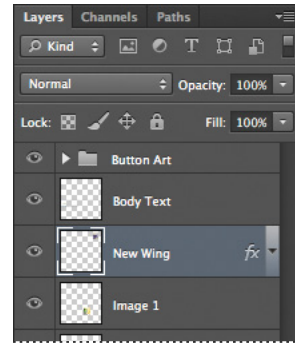 Layers Channels Paths
Kind T
Normal Opacity: 100%
Lock: Fill: 100%
Button Art
Body Text
New Wing fx
Image 1